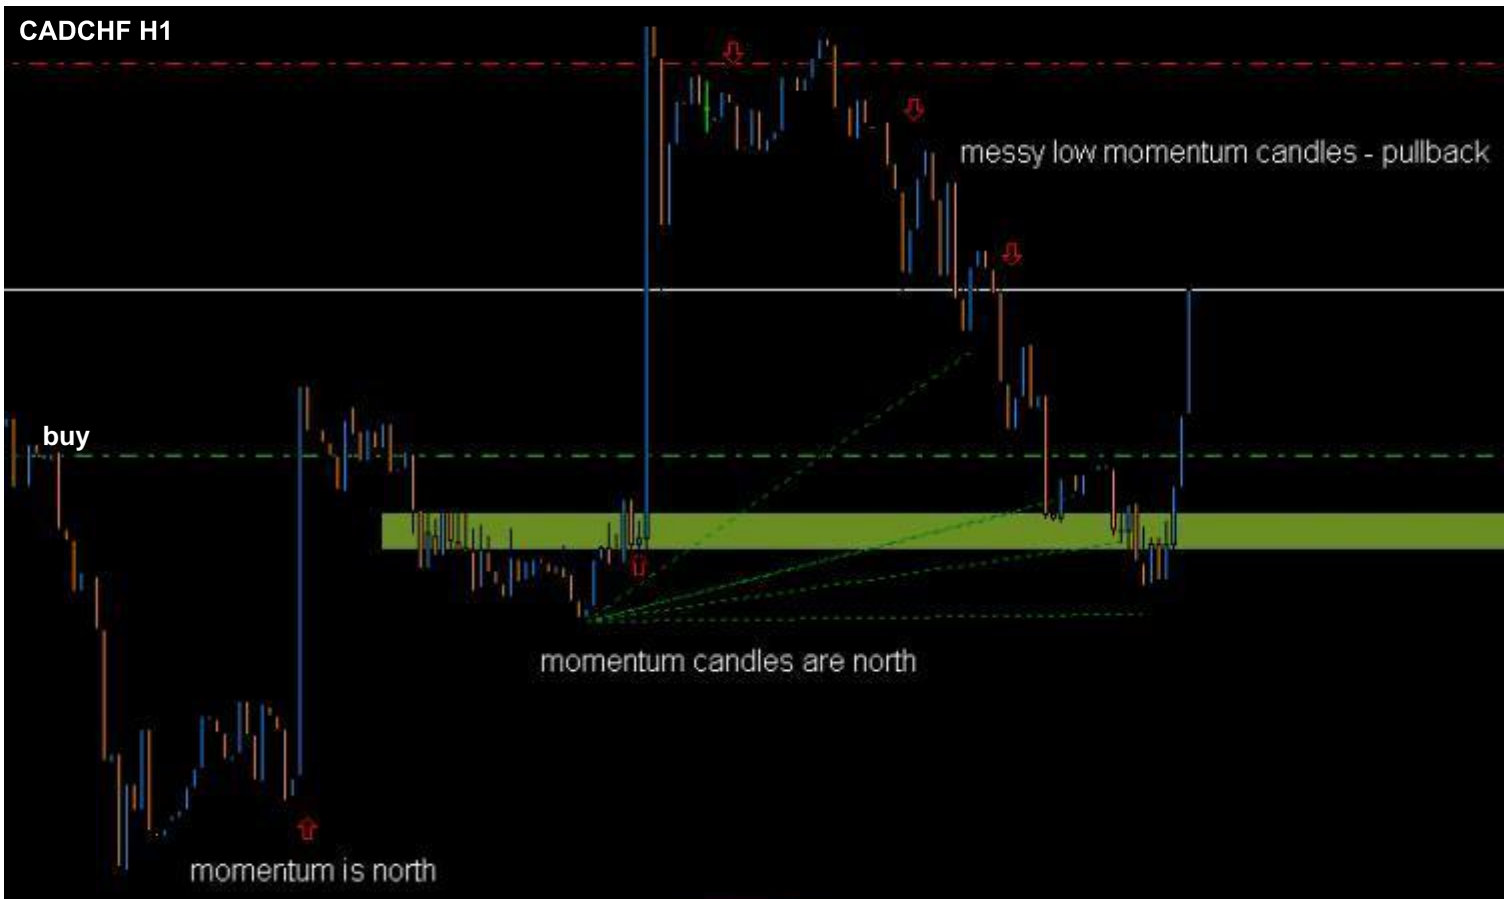 CADCHF H1
messy low momentum candles - pullback
buy
momentum candles are north
momentum is north